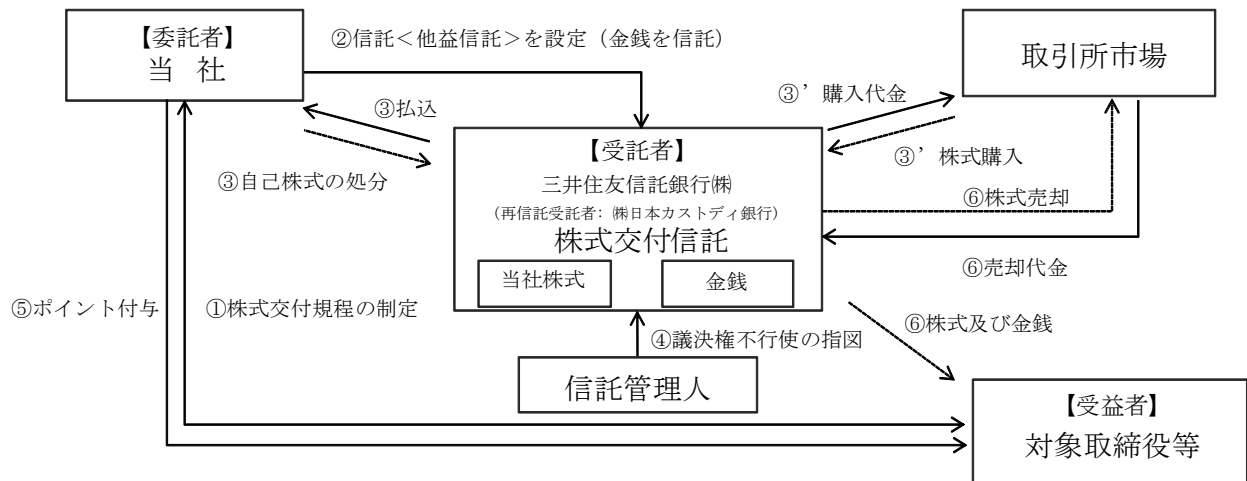 【委託者】
当 社
②信託＜他益信託＞を設定（金銭を信託）
取引所市場
③払込
③自己株式の処分
③’購入代金
③’株式購入
【受託者】
三井住友信託銀行㈱
(再信託受託者: ㈱日本カストディ銀行)
株式交付信託
当社株式
金銭
⑥株式売却
⑥売却代金
⑤ポイント付与
①株式交付規程の制定
④議決権不行使の指図
⑥株式及び金銭
信託管理人
【受益者】
対象取締役等